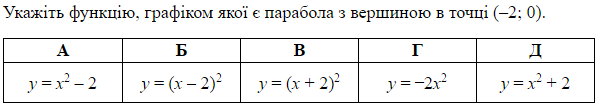 Укажіть функцію, графіком якої є парабола з вершиною в точці (–2; 0).
А Б В Г Д
y = x² – 2 y = (x – 2)² y = (x + 2)² y = –2x² y = x² + 2